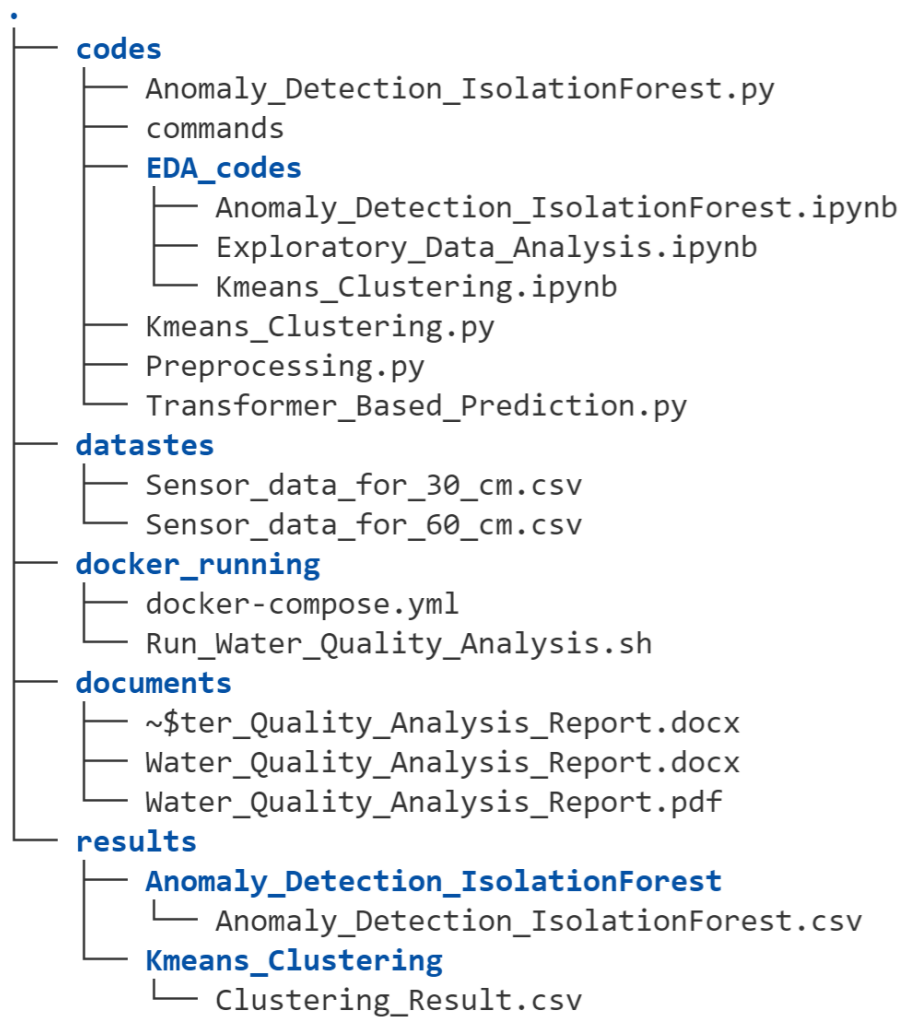 .
codes
Anomaly_Detection_IsolationForest.py
commands
EDA_codes
Anomaly_Detection_IsolationForest.ipynb
Exploratory_Data_Analysis.ipynb
Kmeans_Clustering.ipynb
Kmeans_Clustering.py
Preprocessing.py
Transformer_Based_Prediction.py
datastes
Sensor_data_for_30_cm.csv
Sensor_data_for_60_cm.csv
docker_running
docker-compose.yml
Run_Water_Quality_Analysis.sh
documents
~$ter_Quality_Analysis_Report.docx
Water_Quality_Analysis_Report.docx
Water_Quality_Analysis_Report.pdf
results
Anomaly_Detection_IsolationForest
Anomaly_Detection_IsolationForest.csv
Kmeans_Clustering
Clustering_Result.csv